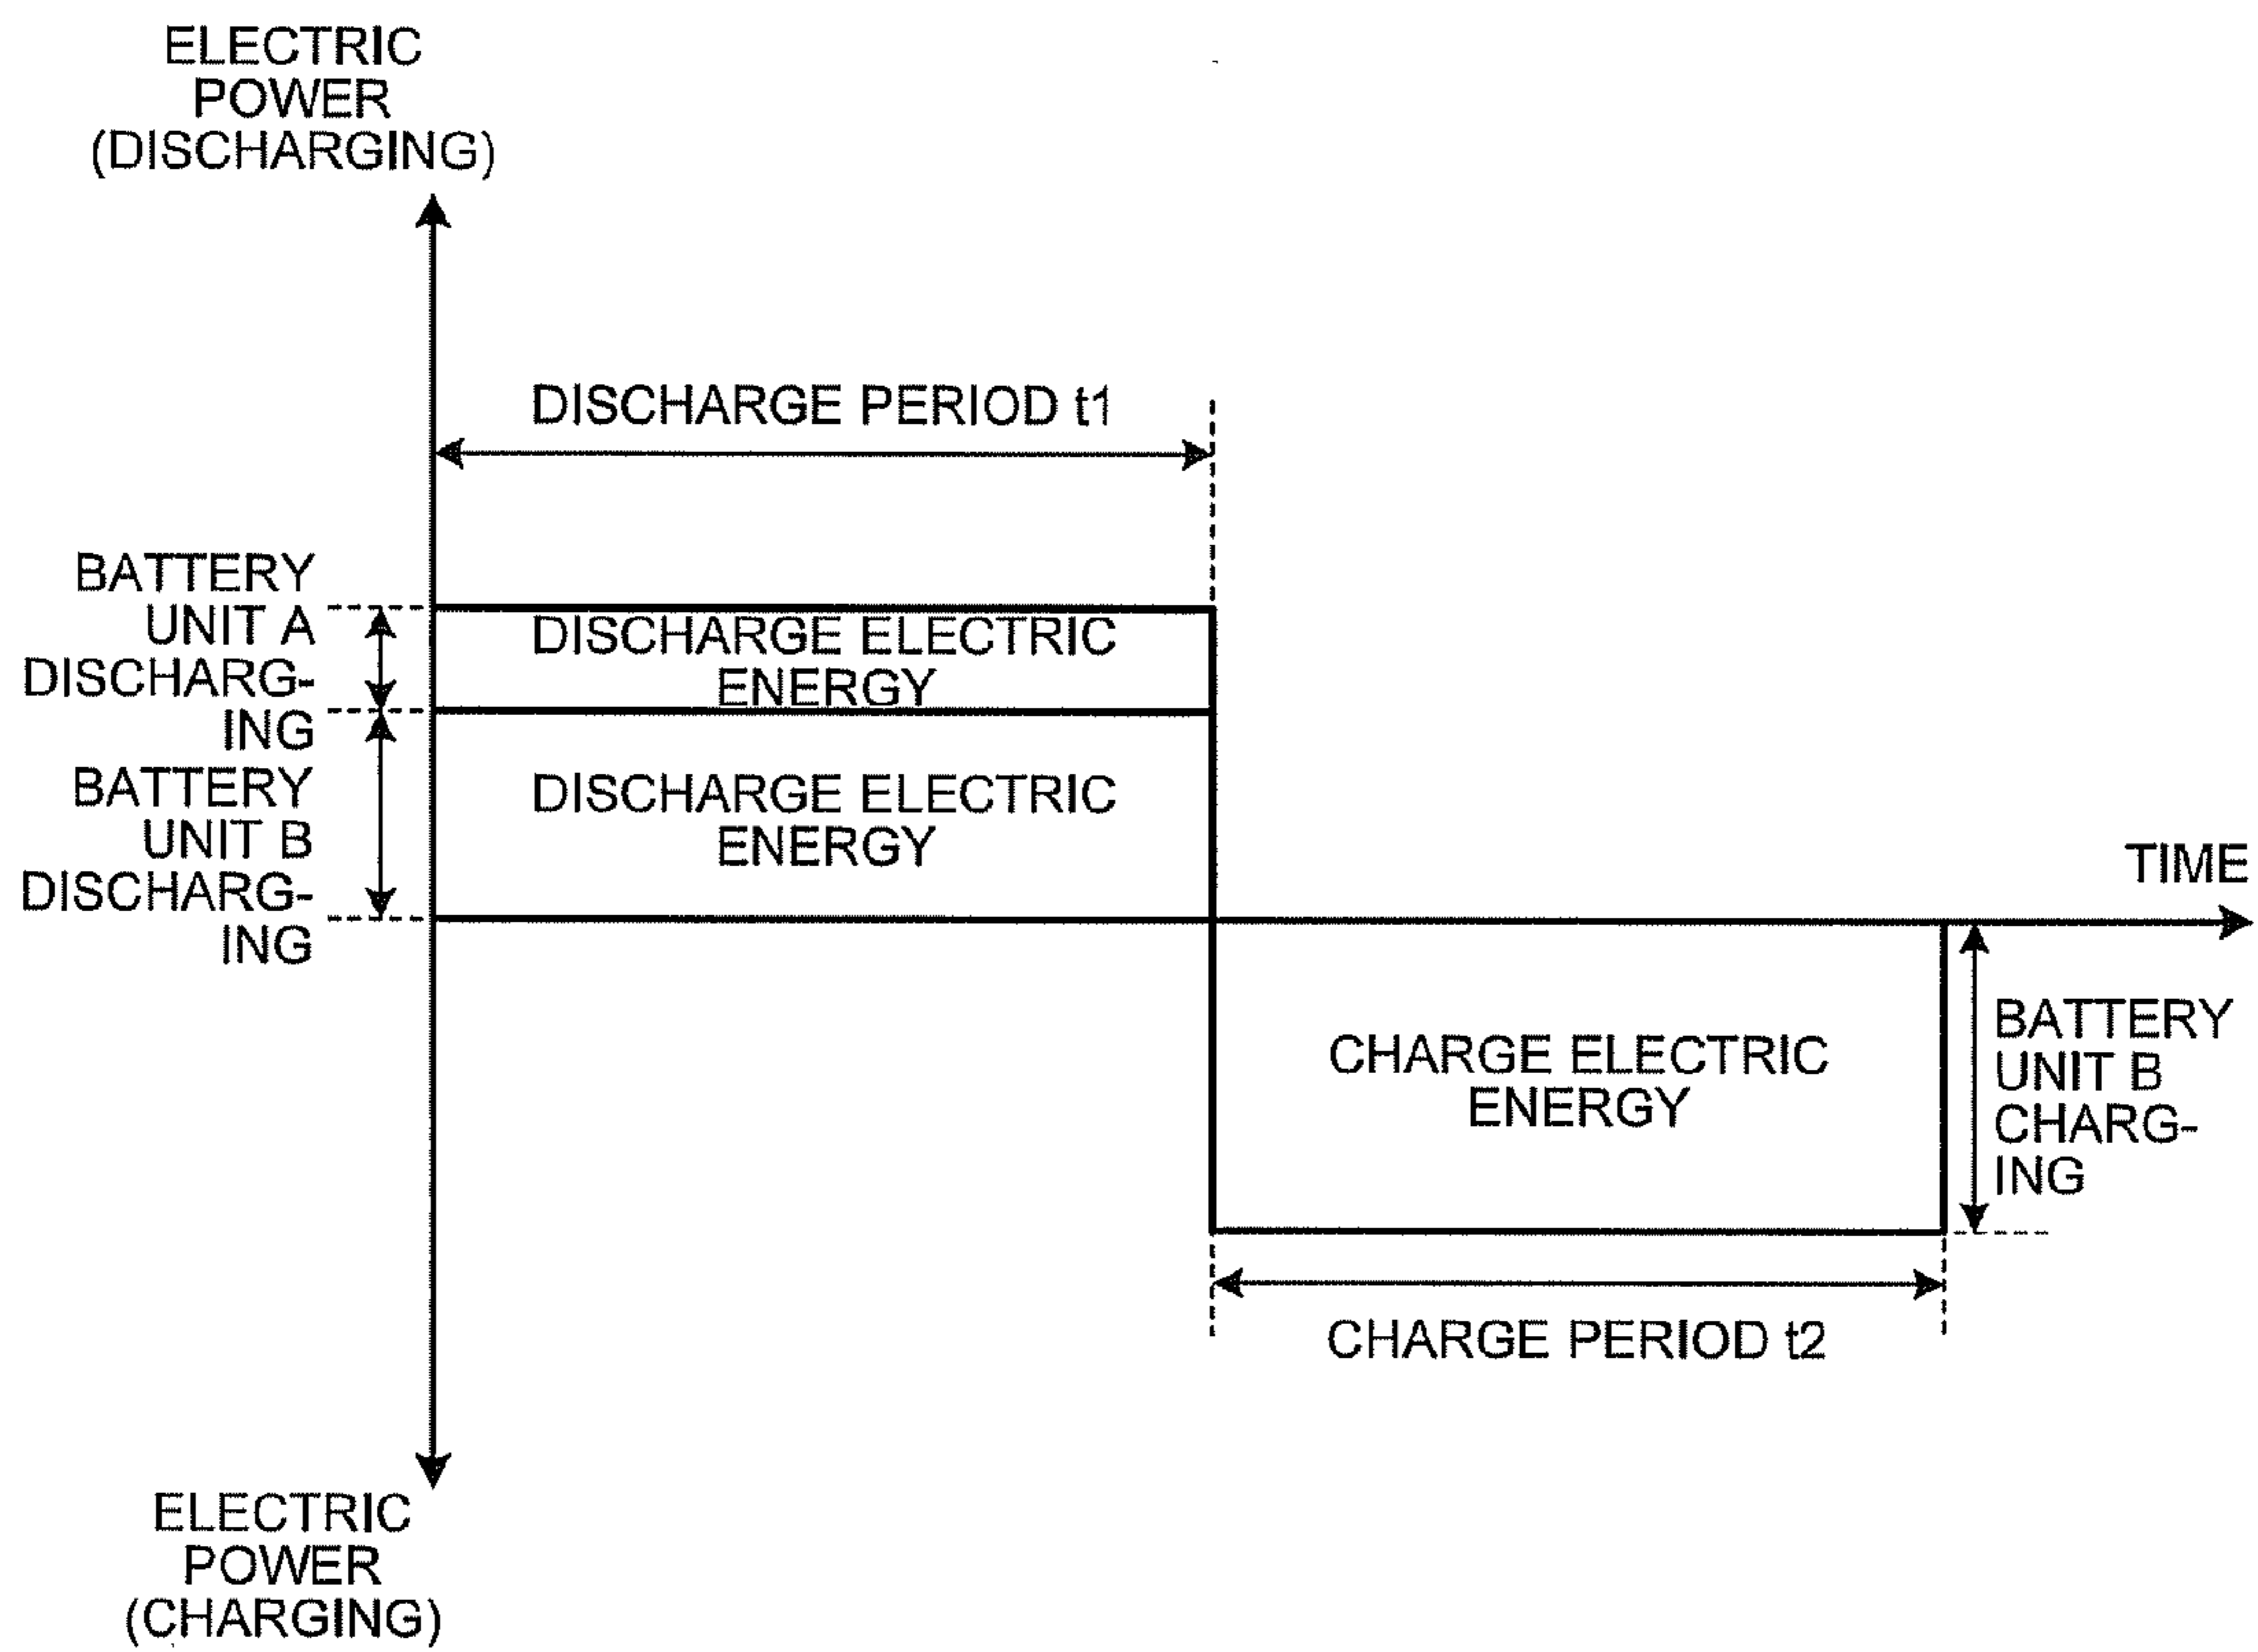 ELECTRIC
POWER
(DISCHARGING)
DISCHARGE PERIOD t1
BATTERY
UNIT A
DISCHARG-
ING
DISCHARGE ELECTRIC
ENERGY
BATTERY
UNIT B
DISCHARG-
ING
DISCHARGE ELECTRIC
ENERGY
TIME
CHARGE ELECTRIC
ENERGY
BATTERY
UNIT B
CHARG-
ING
CHARGE PERIOD t2
ELECTRIC
POWER
(CHARGING)